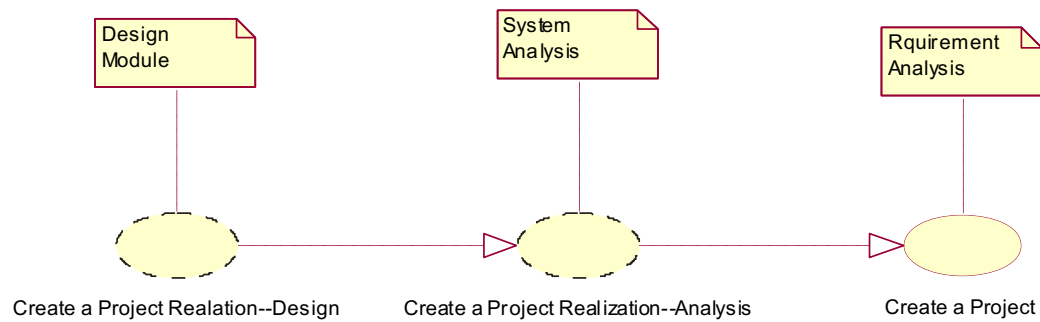 Design
Module
System
Analysis
Rquirement
Analysis
Create a Project Realation--Design
Create a Project Realization--Analysis
Create a Project